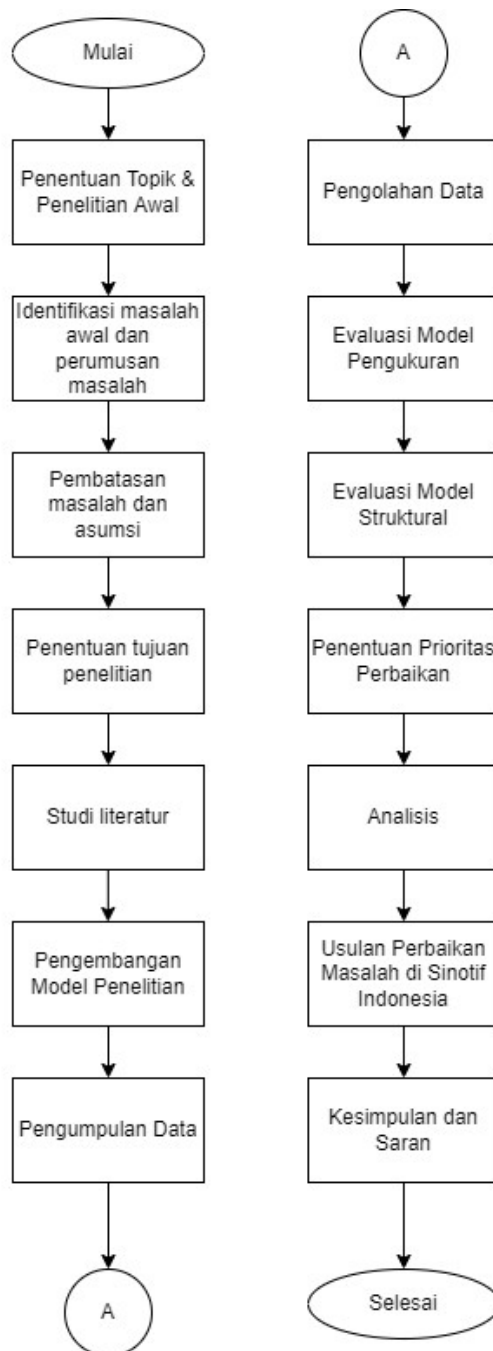 Mulai
Penentuan Topik &
Penelitian Awal
Identifikasi masalah
awal dan
perumusan
masalah
Pembatasan
masalah dan
asumsi
Penentuan tujuan
penelitian
Studi literatur
Pengembangan
Model Penelitian
Pengumpulan Data
A
A
Pengolahan Data
Evaluasi Model
Pengukuran
Evaluasi Model
Struktural
Penentuan Prioritas
Perbaikan
Analisis
Usulan Perbaikan
Masalah di Sinotif
Indonesia
Kesimpulan dan
Saran
Selesai